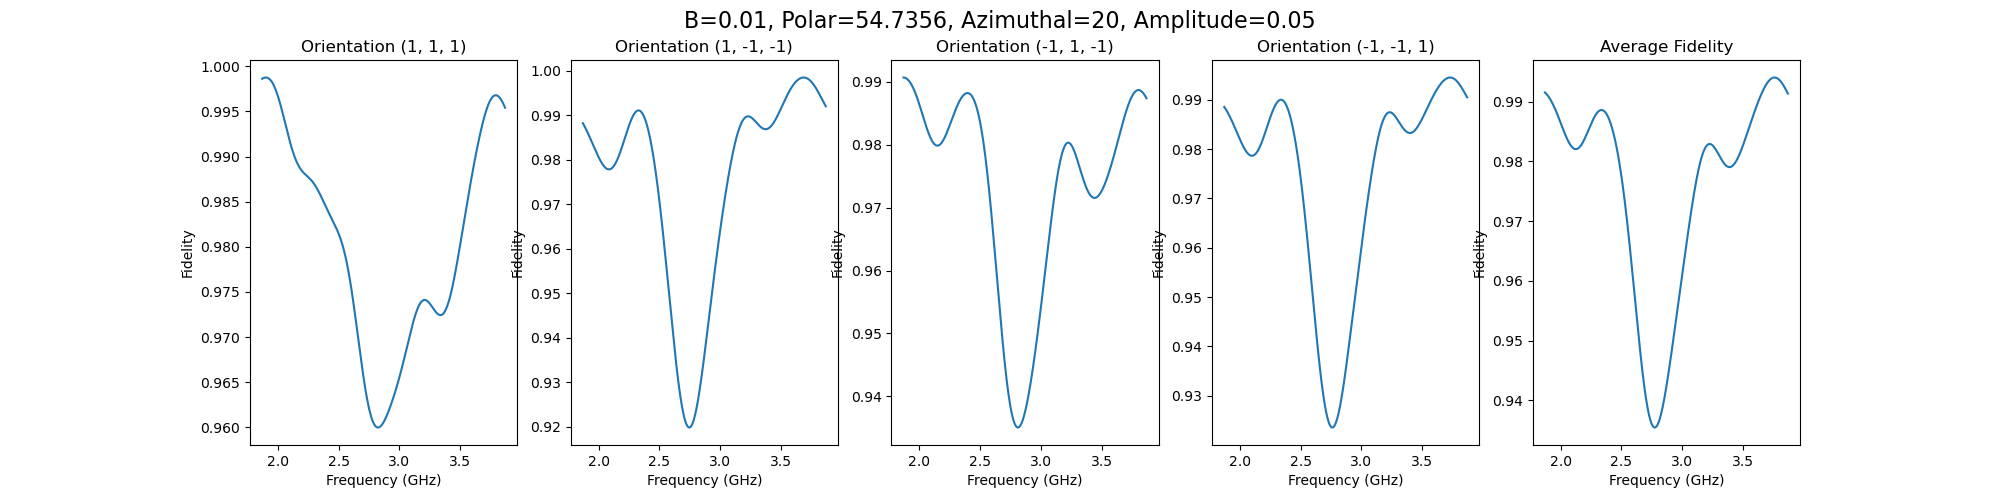 B=0.01, Polar=54.7356, Azimuthal=20, Amplitude=0.05
Orientation (1, 1, 1)
Fidelity
1.000
0.995
0.990
0.985
0.980
0.975
0.970
0.965
0.960
2.0 2.5 3.0 3.5
Frequency (GHz)
Orientation (1, -1, -1)
Fidelity
1.00
0.99
0.98
0.97
0.96
0.95
0.94
0.93
0.92
2.0 2.5 3.0 3.5
Frequency (GHz)
Orientation (-1, 1, -1)
Fidelity
0.99
0.98
0.97
0.96
0.95
0.94
2.0 2.5 3.0 3.5
Frequency (GHz)
Orientation (-1, -1, 1)
Fidelity
0.99
0.98
0.97
0.96
0.95
0.94
0.93
2.0 2.5 3.0 3.5
Frequency (GHz)
Average Fidelity
Fidelity
0.99
0.98
0.97
0.96
0.95
0.94
2.0 2.5 3.0 3.5
Frequency (GHz)